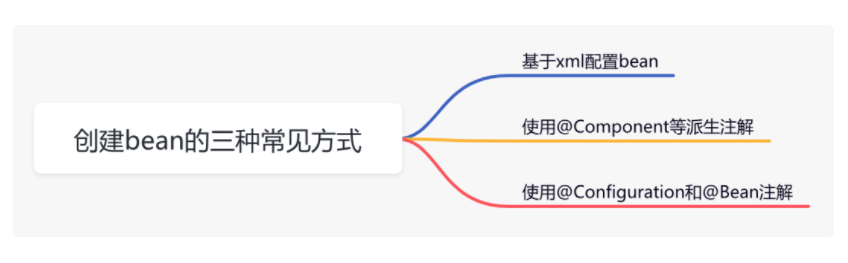 创建bean的三种常见方式
基于xml配置bean
使用@Component等派生注解
使用@Configuration和@Bean注解